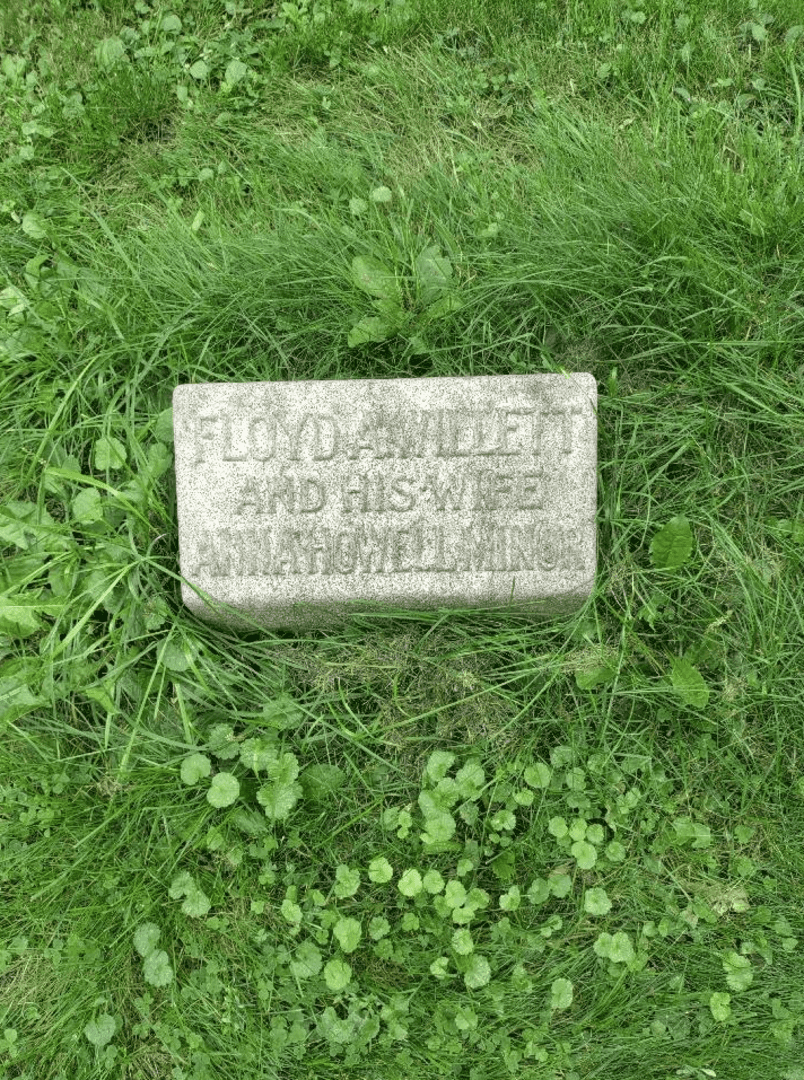 FLOYD A. WILLETT
AND HIS WIFE
ANNA HOWELL MINOR